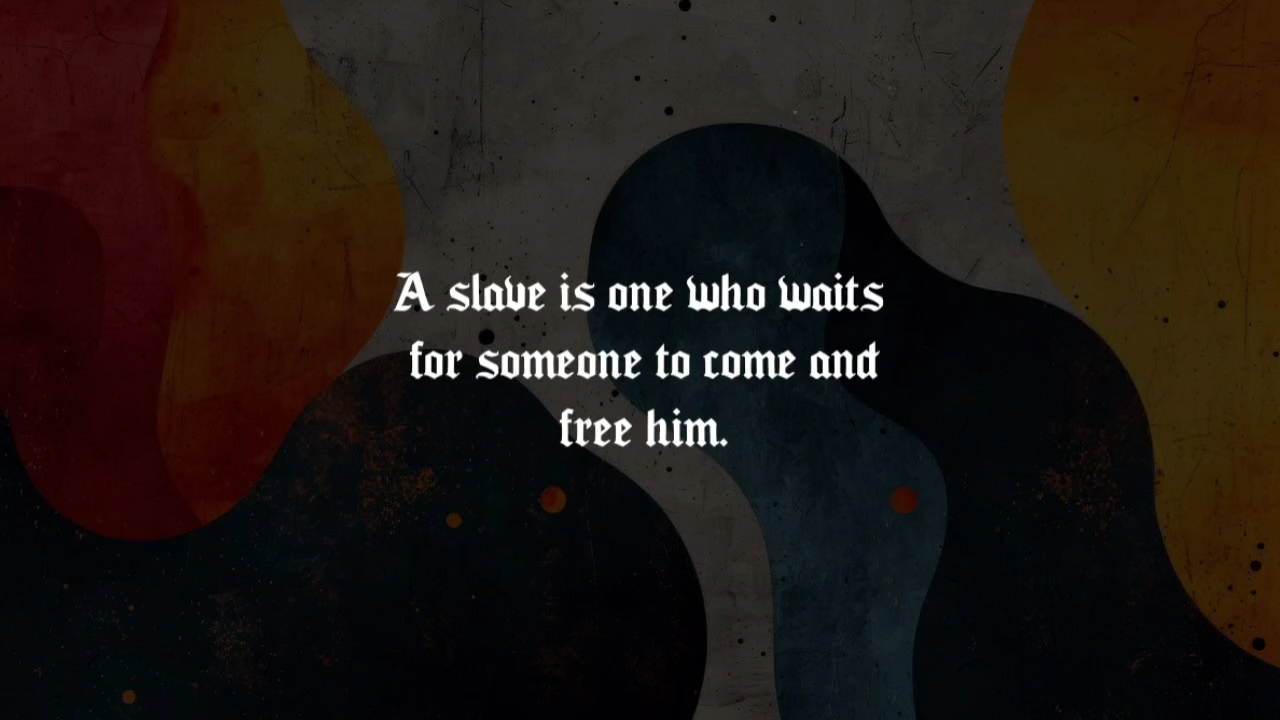 A slave is one who waits
for someone to come and
free him.